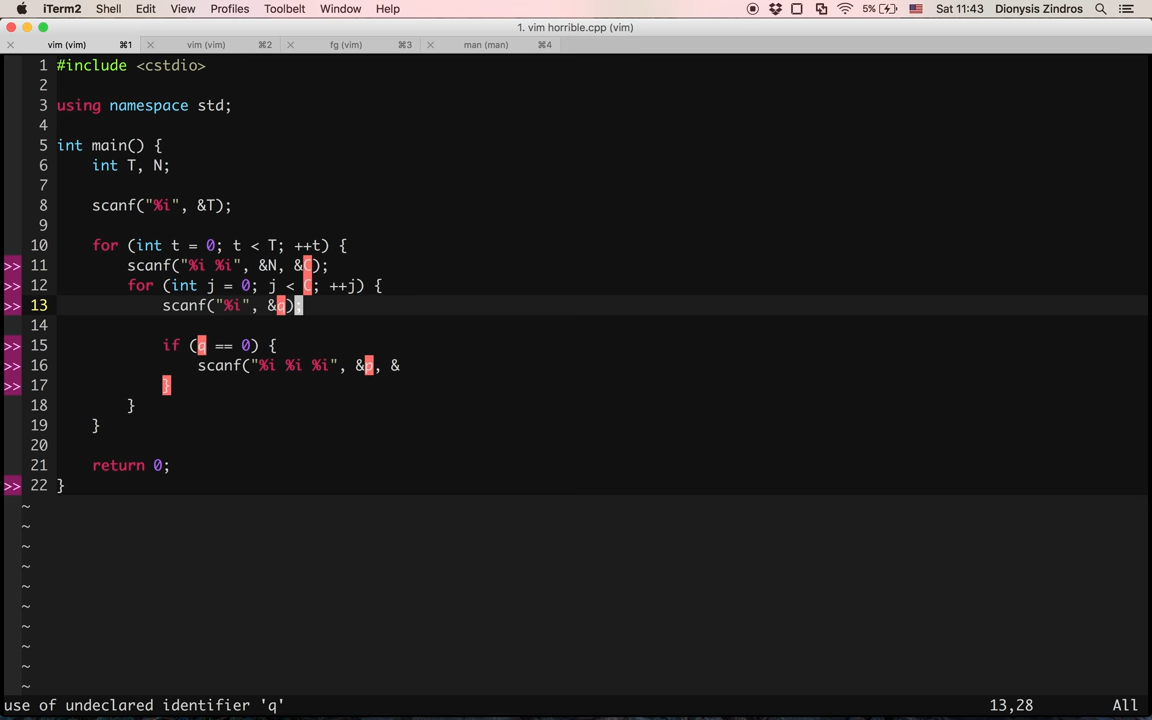 iTerm2 Shell Edit View Profiles Toolbelt Window Help 5% Sat 11:43 Dionysis Zindros
1. vim horrible.cpp (vim)
vim (vim) ⌘1 vim (vim) ⌘2 fg (vim) ⌘3 man (man) ⌘4
1 #include <cstdio>
2
3 using namespace std;
4
5 int main() {
6     int T, N;
7
8     scanf("%i", &T);
9
10     for (int t = 0; t < T; ++t) {
>> 11         scanf("%i %i", &N, &C);
>> 12         for (int j = 0; j < C; ++j) {
>> 13             scanf("%i", &q);
14
>> 15             if (q == 0) {
>> 16                 scanf("%i %i %i", &p, &
>> 17             }
18         }
19     }
20
21     return 0;
>> 22 }
~
~
~
~
~
~
~
~
~
~
use of undeclared identifier 'q' 13,28 All